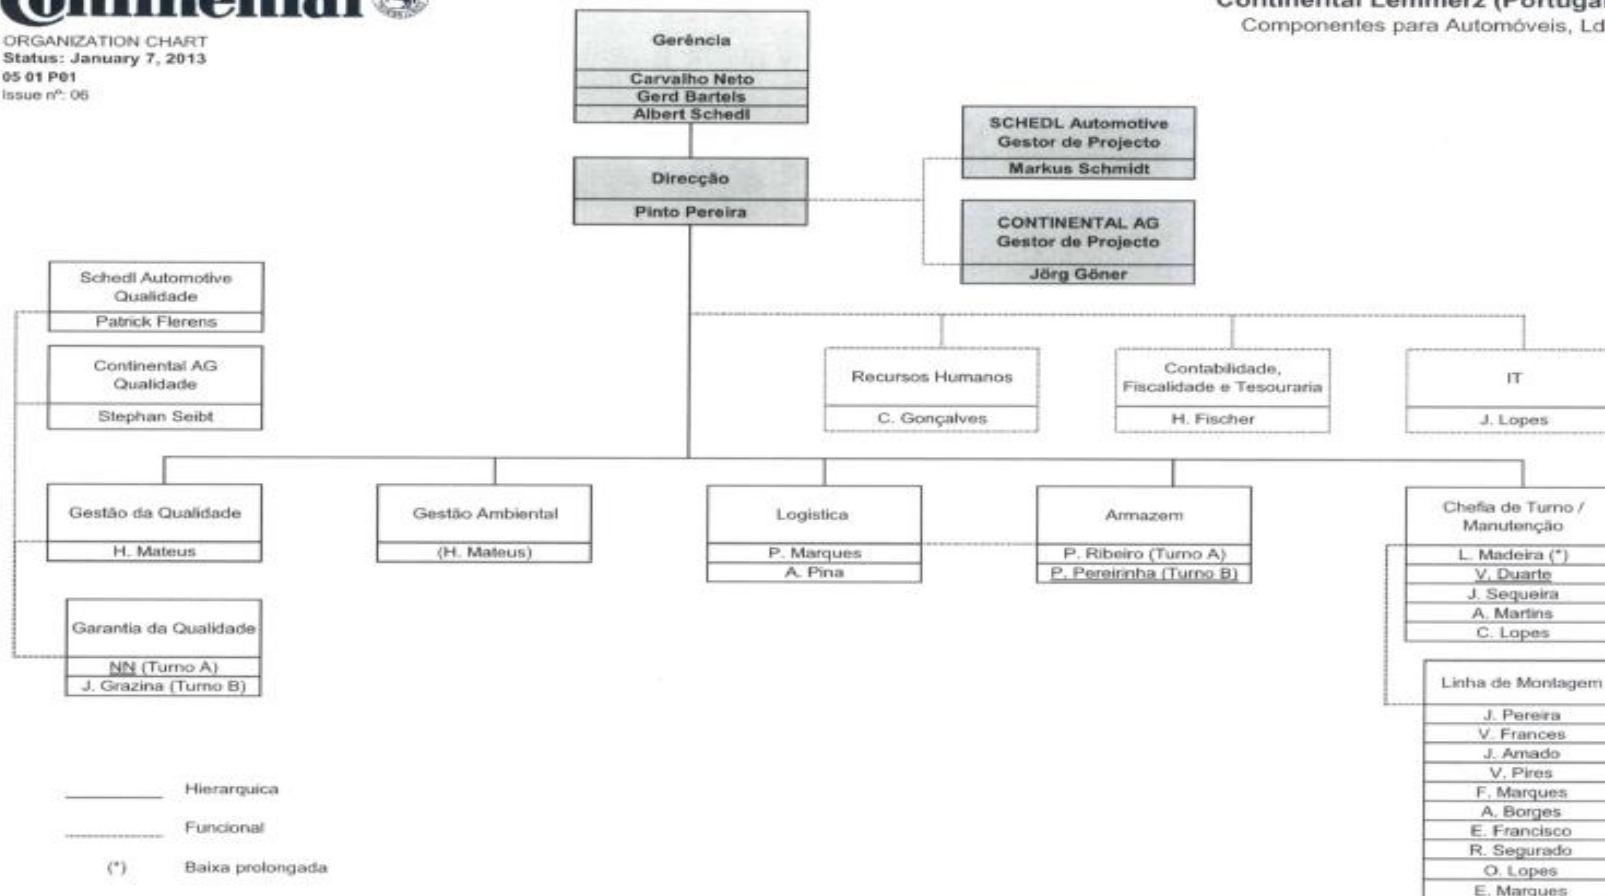 Continental
ORGANIZATION CHART
Status: January 7, 2013
05 01 P01
Issue nº: 06
Continental Lemmerz (Portugal
Componentes para Automóveis, Ld
Gerência
Carvalho Neto
Gerd Bartels
Albert Schedl
SCHEDL Automotive
Gestor de Projecto
Markus Schmidt
Direcção
Pinto Pereira
CONTINENTAL AG
Gestor de Projecto
Jörg Göner
Schedl Automotive
Qualidade
Patrick Flerens
Continental AG
Qualidade
Stephan Seibt
Recursos Humanos
C. Gonçalves
Contabilidade,
Fiscalidade e Tesouraria
H. Fischer
IT
J. Lopes
Gestão da Qualidade
H. Mateus
Gestão Ambiental
(H. Mateus)
Logistica
P. Marques
A. Pina
Armazem
P. Ribeiro (Turno A)
P. Pereirinha (Turno B)
Chefia de Turno /
Manutenção
L. Madeira (*)
V. Duarte
J. Sequeira
A. Martins
C. Lopes
Garantia da Qualidade
NN (Turno A)
J. Grazina (Turno B)
Linha de Montagem
J. Pereira
V. Frances
J. Amado
V. Pires
F. Marques
A. Borges
E. Francisco
R. Segurado
O. Lopes
E. Marques
Hierarquica
Funcional
(*) Baixa prolongada